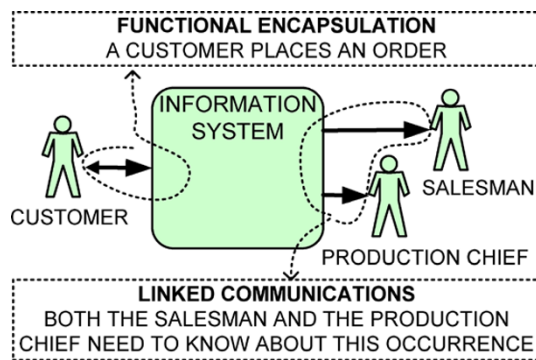 FUNCTIONAL ENCAPSULATION
A CUSTOMER PLACES AN ORDER
INFORMATION
SYSTEM
CUSTOMER
SALESMAN
PRODUCTION CHIEF
LINKED COMMUNICATIONS
BOTH THE SALESMAN AND THE PRODUCTION
CHIEF NEED TO KNOW ABOUT THIS OCCURRENCE